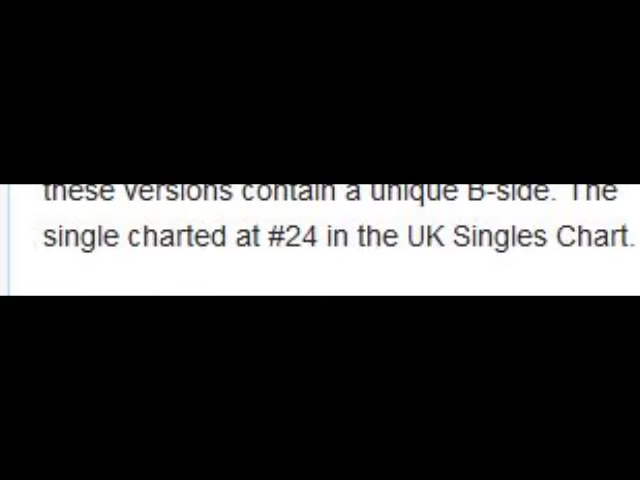 these versions contain a unique B-side. The
single charted at #24 in the UK Singles Chart.